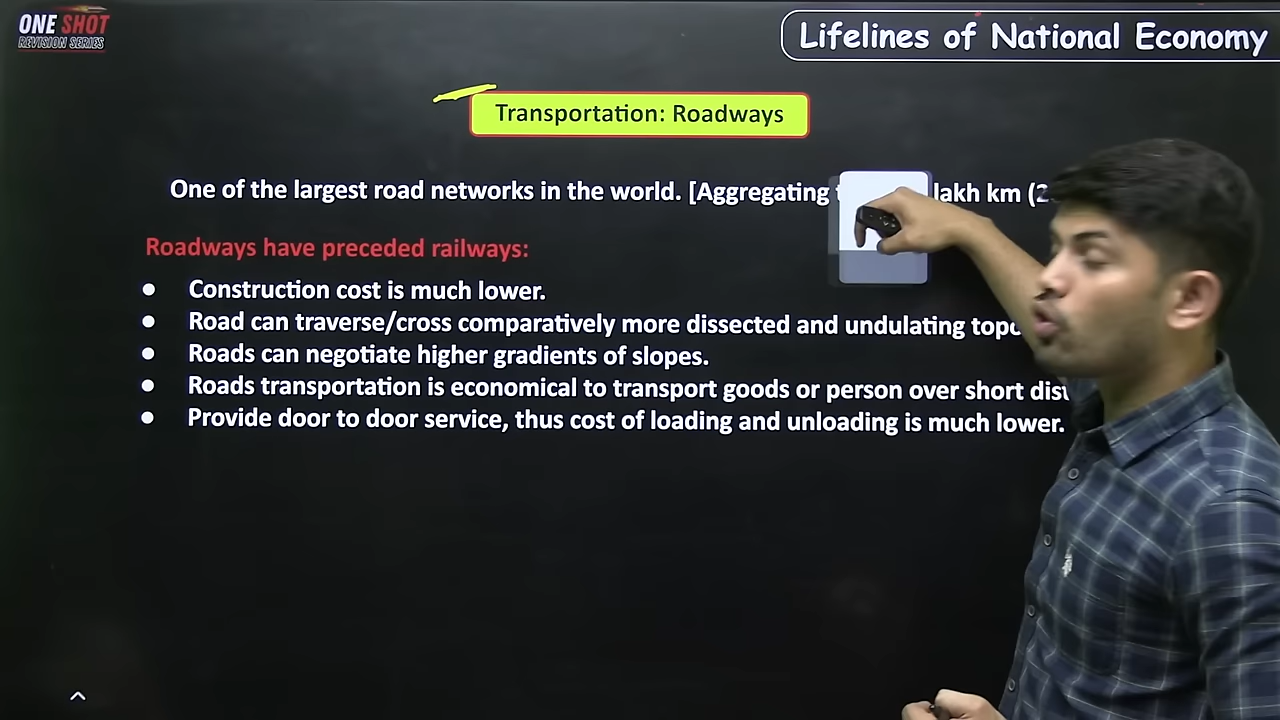 ONE SHOT
REVISION SERIES
Lifelines of National Economy
Transportation: Roadways
One of the largest road networks in the world. [Aggregating lakh km (2
Roadways have preceded railways:
● Construction cost is much lower.
● Road can traverse/cross comparatively more dissected and undulating
● Roads can negotiate higher gradients of slopes.
● Roads transportation is economical to transport goods or person over short
● Provide door to door service, thus cost of loading and unloading is much lower.